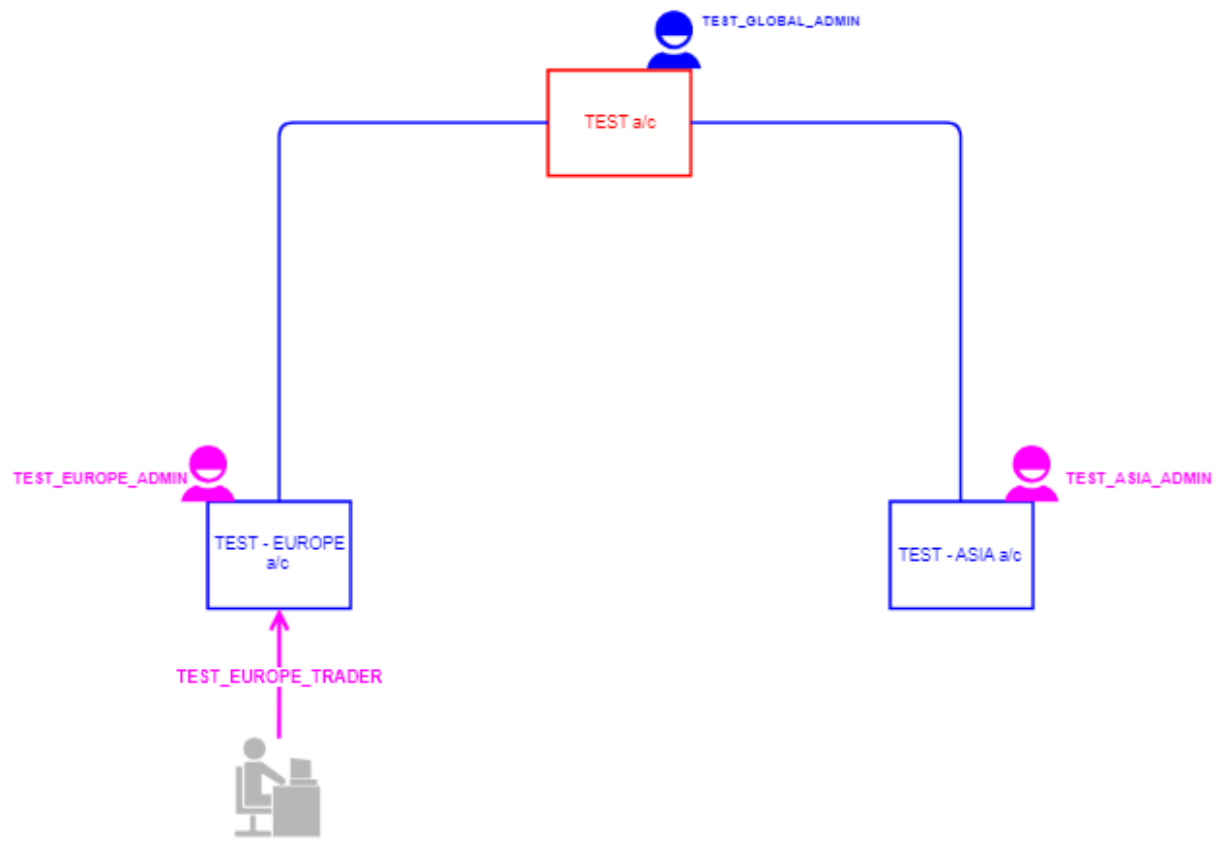 TEST_GLOBAL_ADMIN
TEST a/c
TEST_EUROPE_ADMIN
TEST_ASIA_ADMIN
TEST - EUROPE
a/c
TEST - ASIA a/c
TEST_EUROPE_TRADER